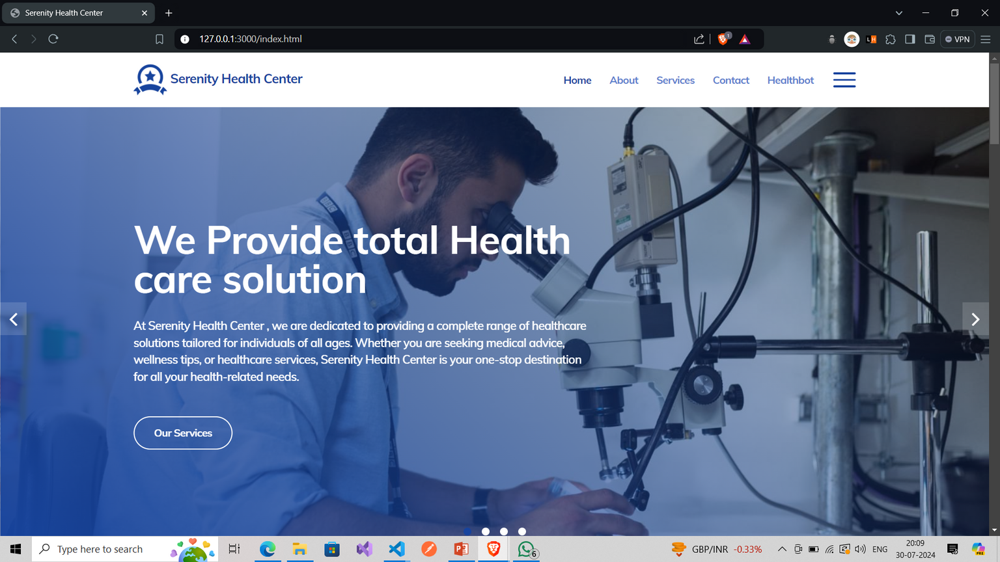 Serenity Health Center
127.0.0.1:3000/index.html
1
LH
VPN
Serenity Health Center
Home
About
Services
Contact
Healthbot
BBC
We Provide total Health
care solution
At Serenity Health Center , we are dedicated to providing a complete range of healthcare
solutions tailored for individuals of all ages. Whether you are seeking medical advice,
wellness tips, or healthcare services, Serenity Health Center is your one-stop destination
for all your health-related needs.
Our Services
Type here to search
6
GBP/INR -0.33%
ENG
20:09
30-07-2024
PRE